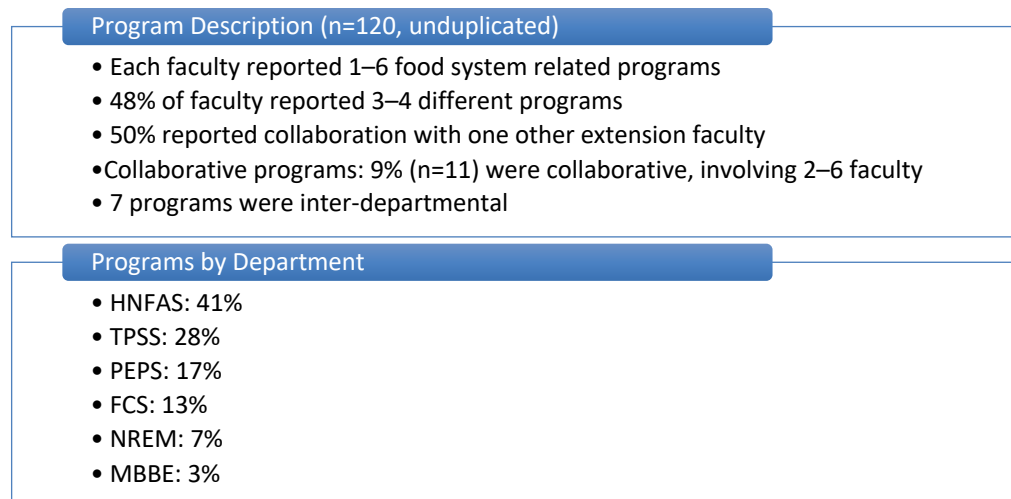 Program Description (n=120, unduplicated)
• Each faculty reported 1–6 food system related programs
• 48% of faculty reported 3–4 different programs
• 50% reported collaboration with one other extension faculty
•Collaborative programs: 9% (n=11) were collaborative, involving 2–6 faculty
• 7 programs were inter-departmental
Programs by Department
• HNFAS: 41%
• TPSS: 28%
• PEPS: 17%
• FCS: 13%
• NREM: 7%
• MBBE: 3%